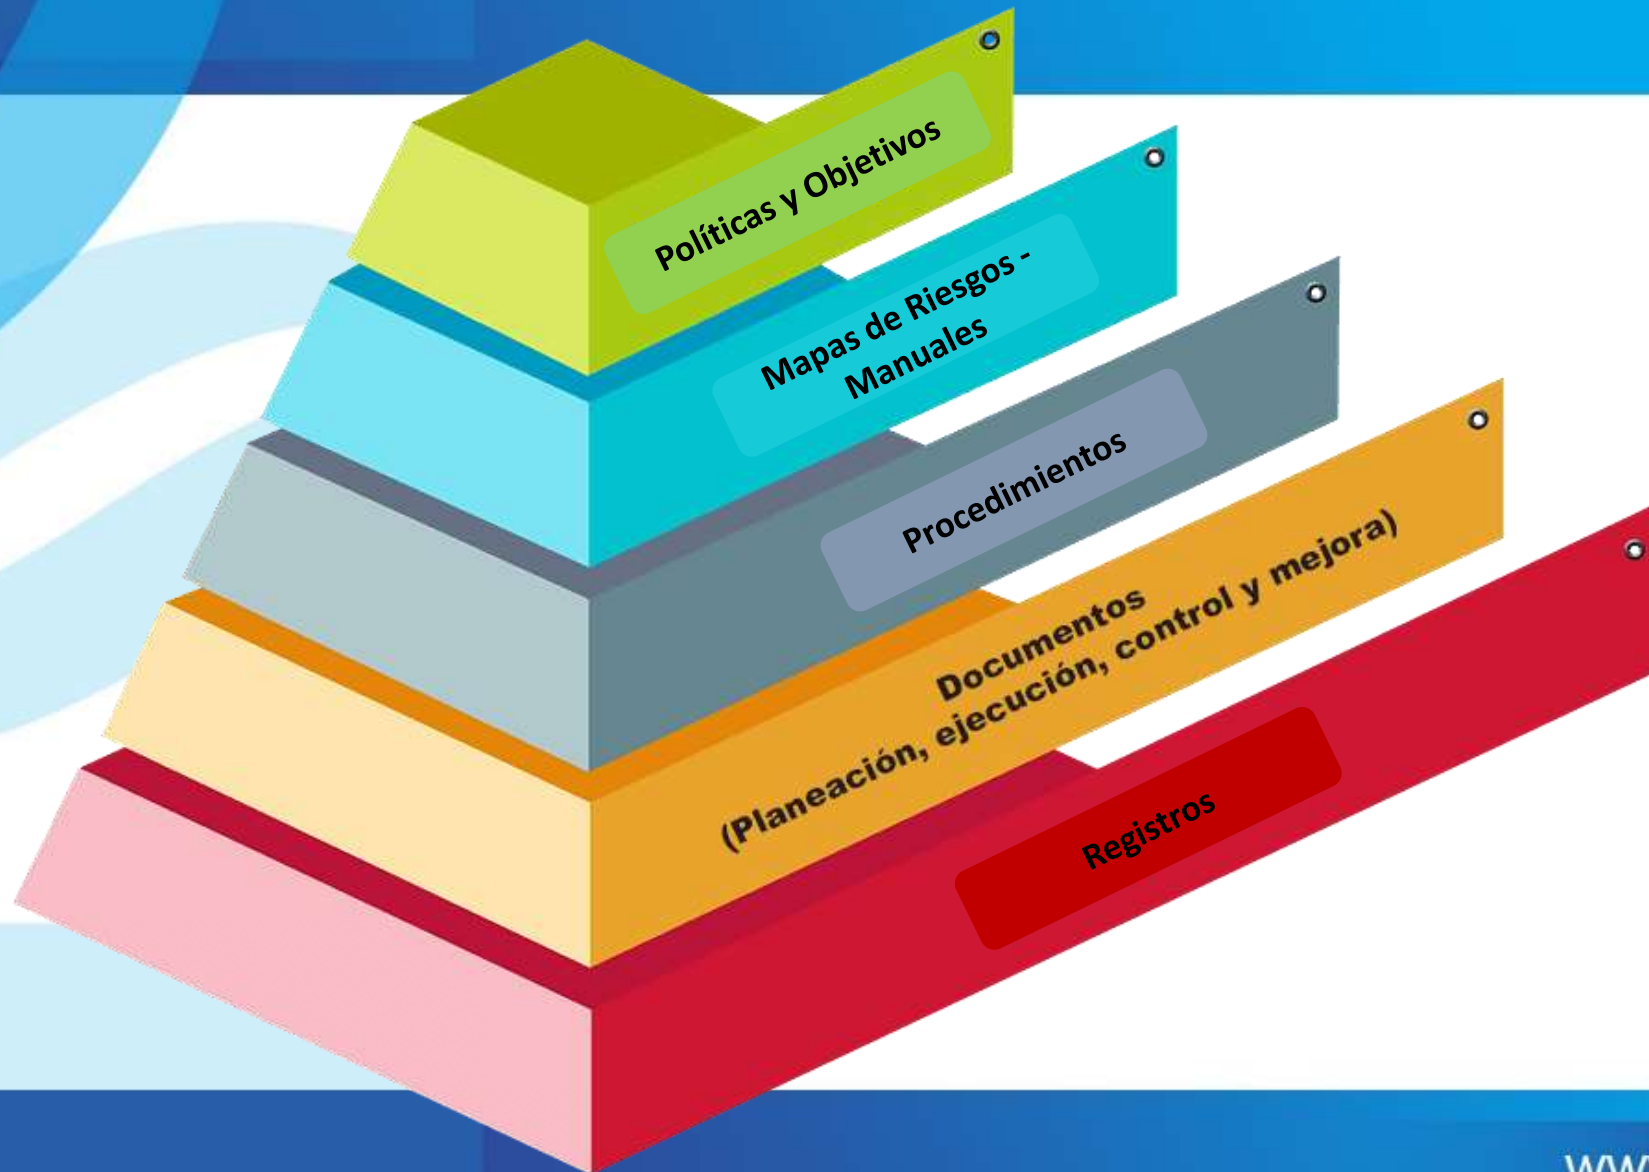 Políticas y Objetivos
Mapas de Riesgos -
Manuales
Procedimientos
Documentos
(Planeación, ejecución, control y mejora)
Registros